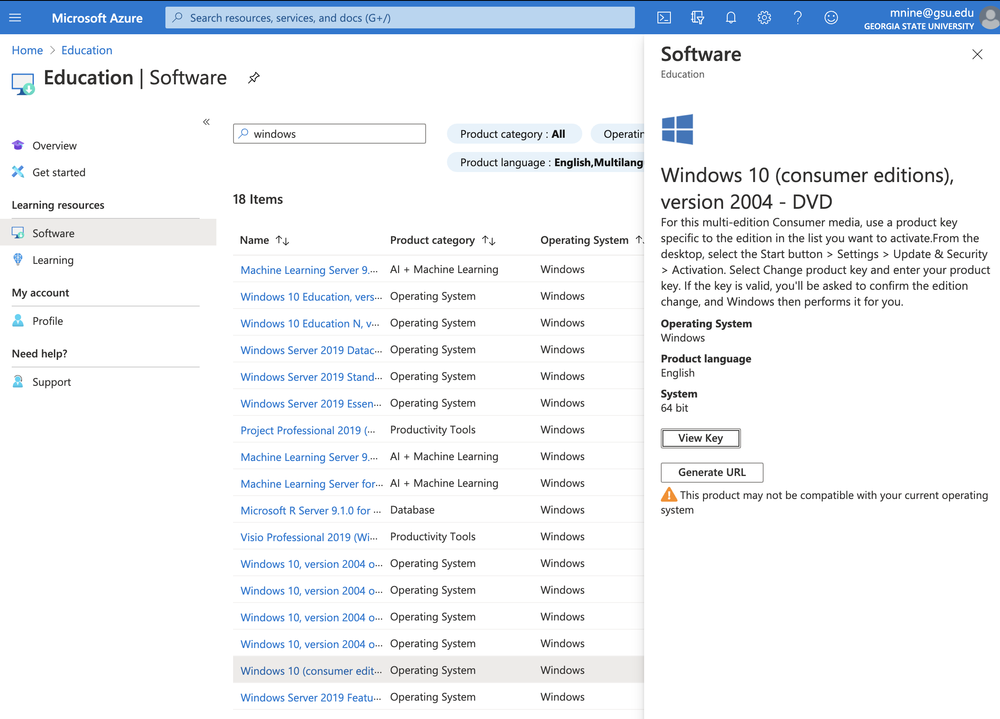 Microsoft Azure
Search resources, services, and docs (G+/)
mnine@gsu.edu
GEORGIA STATE UNIVERSITY
Home > Education
Education | Software
Overview
Get started
Learning resources
Software
Learning
My account
Profile
Need help?
Support
windows
Product category : All
Operatin
Product language : English,Multilang
18 Items
Name Product category Operating System
Machine Learning Server 9.... AI + Machine Learning Windows
Windows 10 Education, vers... Operating System Windows
Windows 10 Education N, v... Operating System Windows
Windows Server 2019 Datac... Operating System Windows
Windows Server 2019 Stand... Operating System Windows
Windows Server 2019 Essen... Operating System Windows
Project Professional 2019 (... Productivity Tools Windows
Machine Learning Server 9.... AI + Machine Learning Windows
Machine Learning Server for... AI + Machine Learning Windows
Microsoft R Server 9.1.0 for ... Database Windows
Visio Professional 2019 (Wi... Productivity Tools Windows
Windows 10, version 2004 o... Operating System Windows
Windows 10, version 2004 o... Operating System Windows
Windows 10, version 2004 o... Operating System Windows
Windows 10, version 2004 o... Operating System Windows
Windows 10 (consumer edit... Operating System Windows
Windows Server 2019 Featu... Operating System Windows
Software
Education
Windows 10 (consumer editions),
version 2004 - DVD
For this multi-edition Consumer media, use a product key
specific to the edition in the list you want to activate.From the
desktop, select the Start button > Settings > Update & Security
> Activation. Select Change product key and enter your product
key. If the key is valid, you'll be asked to confirm the edition
change, and Windows then performs it for you.
Operating System
Windows
Product language
English
System
64 bit
View Key
Generate URL
This product may not be compatible with your current operating
system